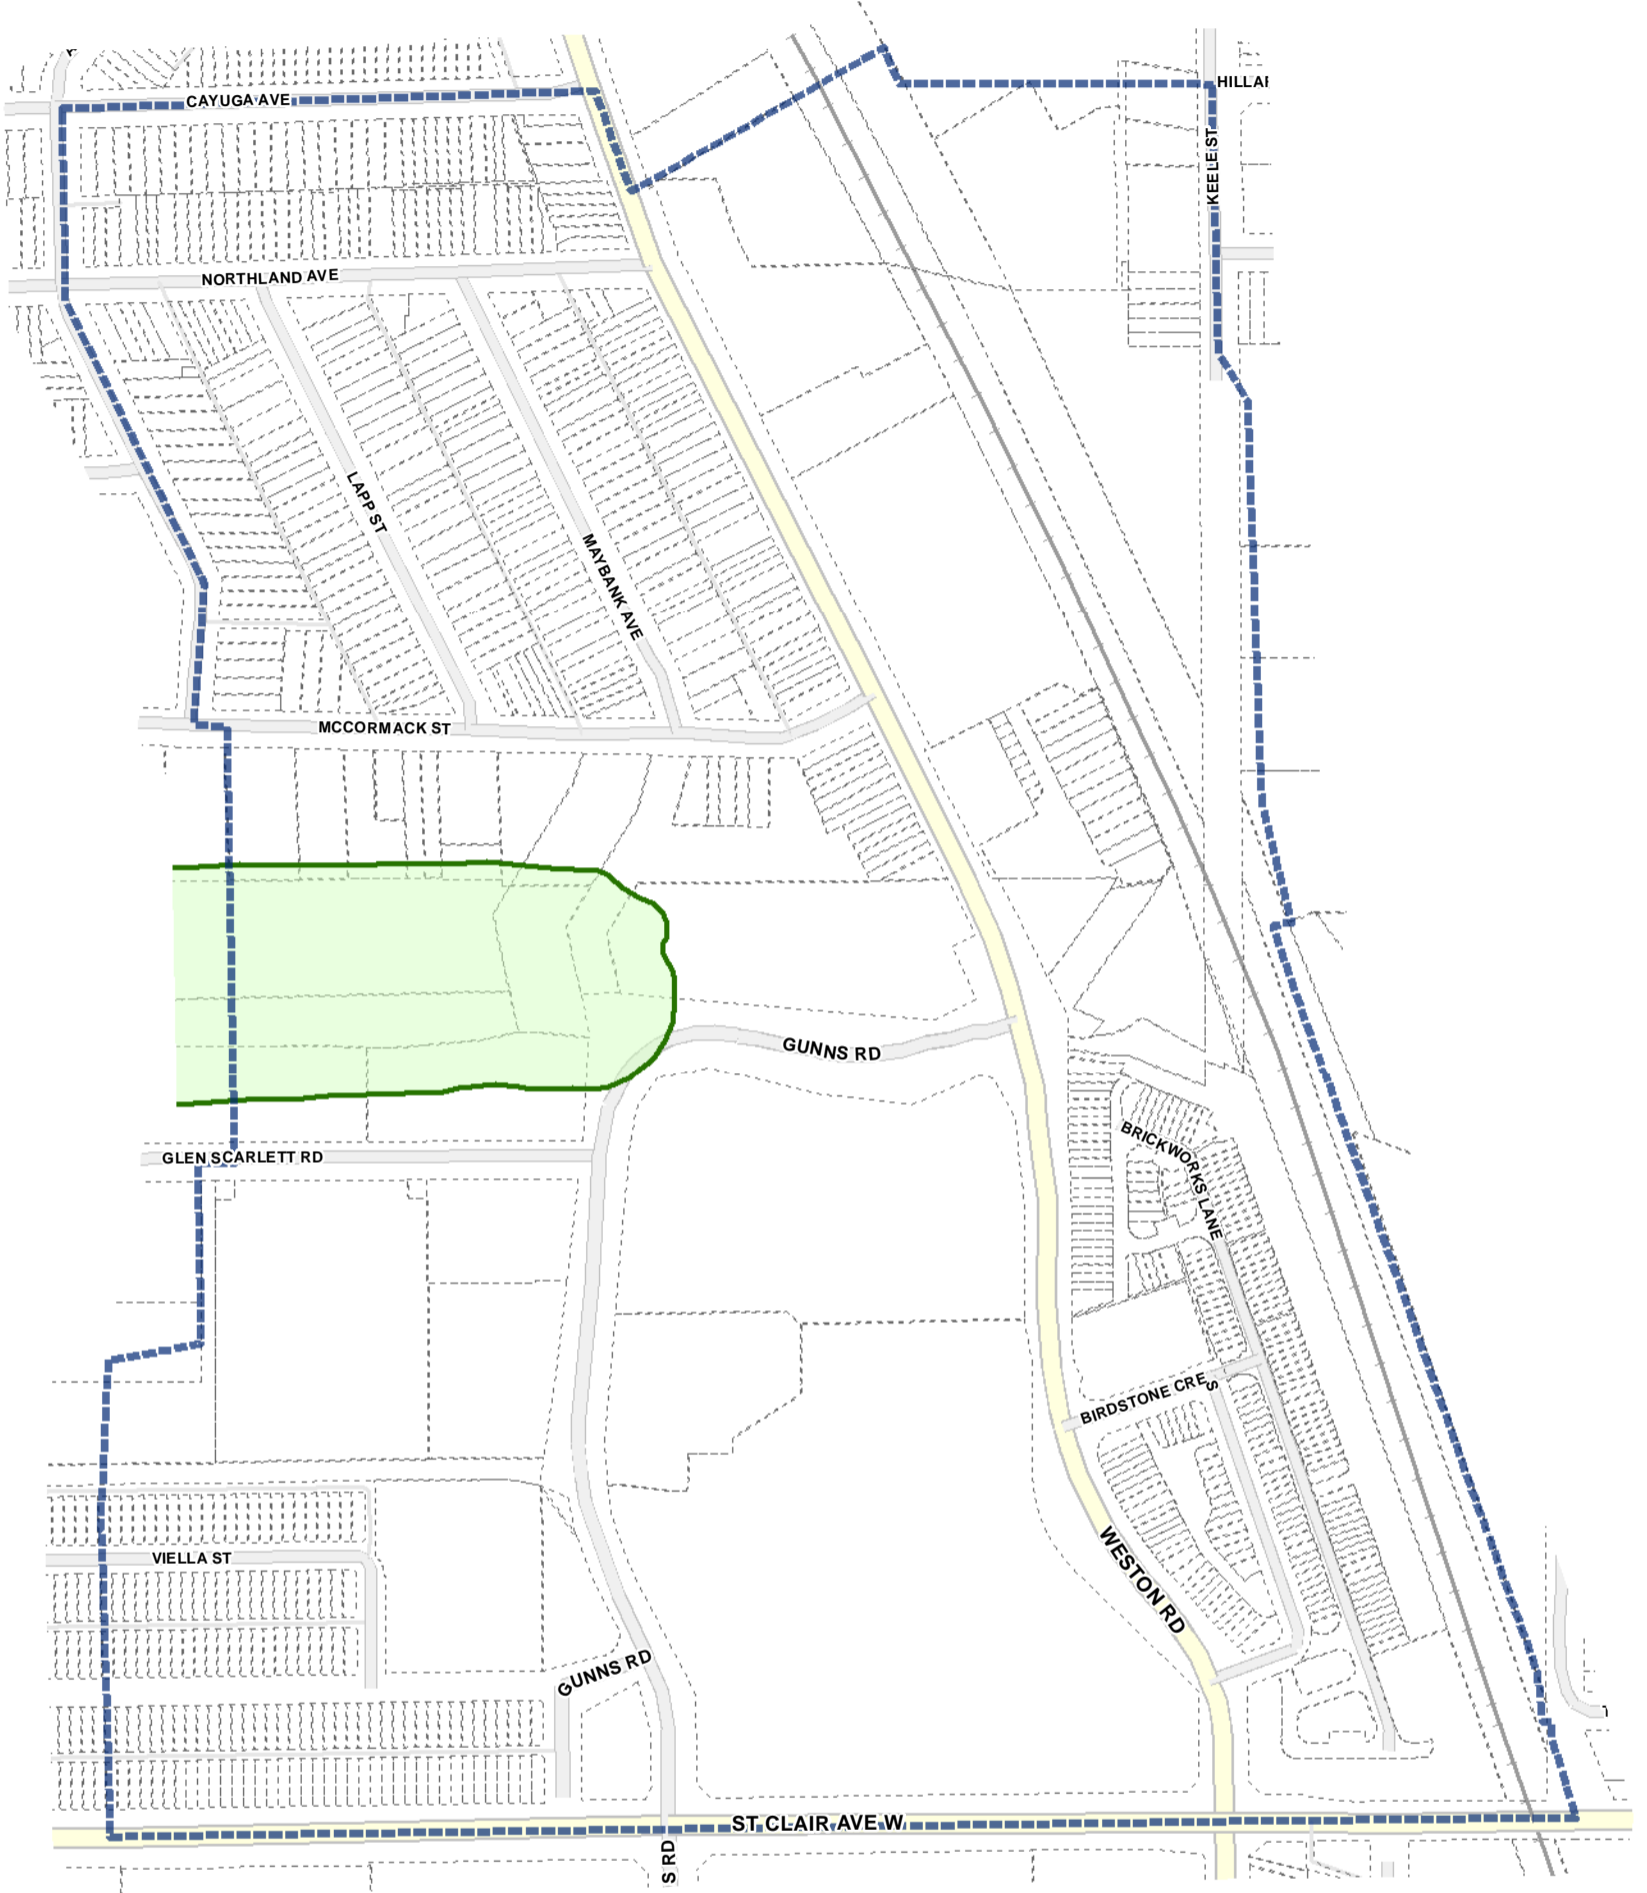 CAYUGA AVE
HILLAR
KEELE ST
NORTHLAND AVE
LAPP ST
MAYBANK AVE
MCCORMACK ST
GUNNS RD
BRICKWORKS LANE
GLEN SCARLETT RD
BIRDSTONE CRES
WESTON RD
VIELLA ST
GUNNS RD
ST CLAIR AVE W
S RD